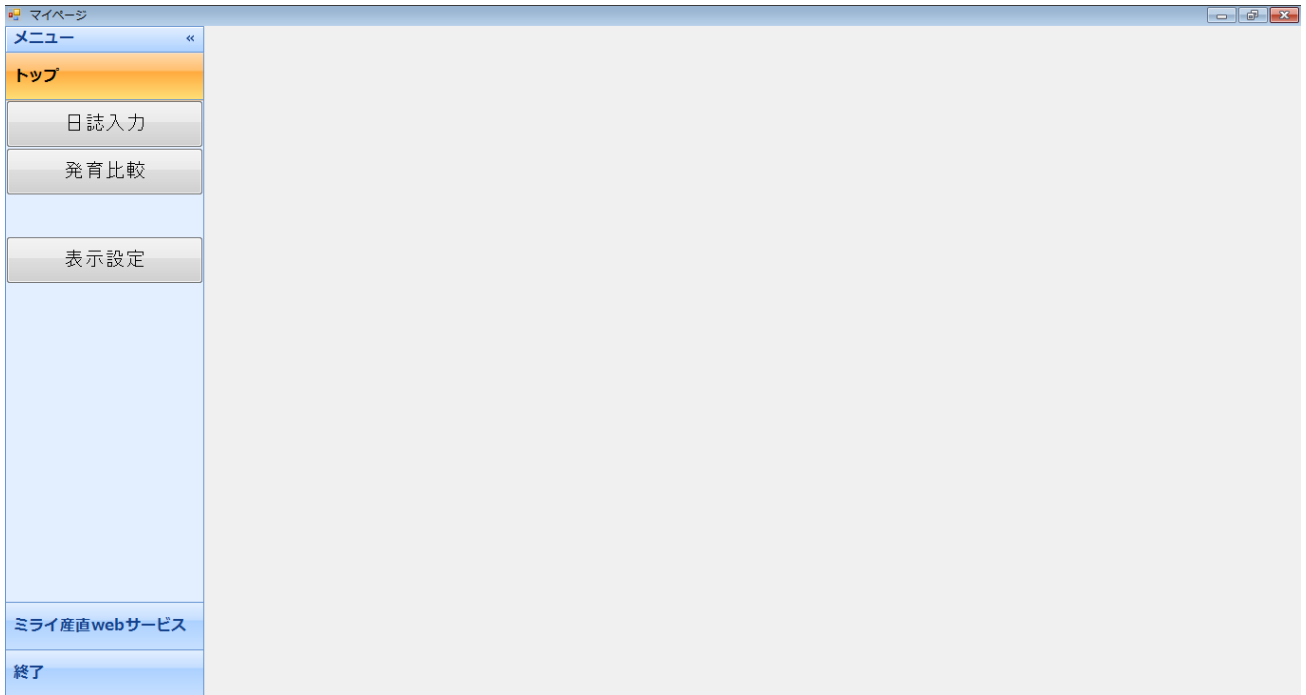 マイページ
メニュー «
トップ
日誌入力
発育比較
表示設定
ミライ産直webサービス
終了